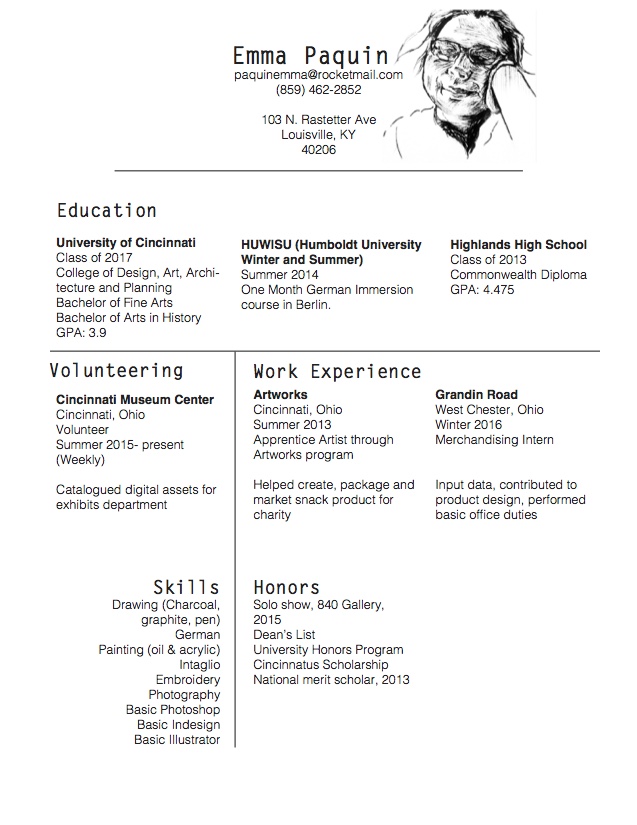 Emma Paquin
paquinemma@rocketmail.com
(859) 462-2852
103 N. Rastetter Ave
Louisville, KY
40206
Education
University of Cincinnati
Class of 2017
College of Design, Art, Archi-
tecture and Planning
Bachelor of Fine Arts
Bachelor of Arts in History
GPA: 3.9
HUWISU (Humboldt University
Winter and Summer)
Summer 2014
One Month German Immersion
course in Berlin.
Highlands High School
Class of 2013
Commonwealth Diploma
GPA: 4.475
Volunteering
Cincinnati Museum Center
Cincinnati, Ohio
Volunteer
Summer 2015- present
(Weekly)
Catalogued digital assets for
exhibits department
Work Experience
Artworks
Cincinnati, Ohio
Summer 2013
Apprentice Artist through
Artworks program
Helped create, package and
market snack product for
charity
Grandin Road
West Chester, Ohio
Winter 2016
Merchandising Intern
Input data, contributed to
product design, performed
basic office duties
Skills
Drawing (Charcoal,
graphite, pen)
German
Painting (oil & acrylic)
Intaglio
Embroidery
Photography
Basic Photoshop
Basic Indesign
Basic Illustrator
Honors
Solo show, 840 Gallery,
2015
Dean's List
University Honors Program
Cincinnatus Scholarship
National merit scholar, 2013